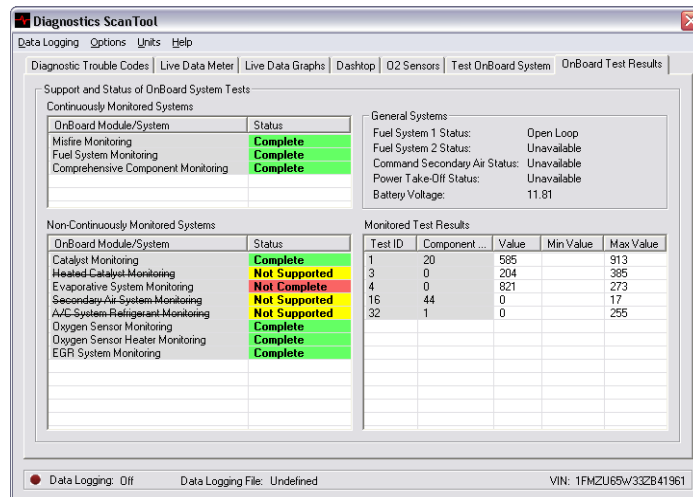 Diagnostics ScanTool
Data Logging Options Units Help
Diagnostic Trouble Codes Live Data Meter Live Data Graphs Dashtop O2 Sensors Test OnBoard System OnBoard Test Results
Support and Status of OnBoard System Tests
Continuously Monitored Systems
OnBoard Module/System Status
Misfire Monitoring Complete
Fuel System Monitoring Complete
Comprehensive Component Monitoring Complete
General Systems
Fuel System 1 Status: Open Loop
Fuel System 2 Status: Unavailable
Command Secondary Air Status: Unavailable
Power Take-Off Status: Unavailable
Battery Voltage: 11.81
Non-Continuously Monitored Systems
OnBoard Module/System Status
Catalyst Monitoring Complete
Heated Catalyst Monitoring Not Supported
Evaporative System Monitoring Not Complete
Secondary Air System Monitoring Not Supported
A/C System Refrigerant Monitoring Not Supported
Oxygen Sensor Monitoring Complete
Oxygen Sensor Heater Monitoring Complete
EGR System Monitoring Complete
Monitored Test Results
Test ID Component ... Value Min Value Max Value
1 20 585 913
3 0 204 385
4 0 821 273
16 44 0 17
32 1 0 255
Data Logging: Off Data Logging File: Undefined VIN: 1FMZU65W33ZB41961